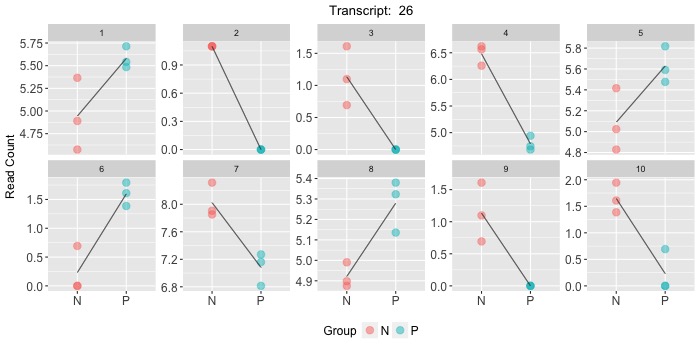 Transcript: 26
1 2 3 4 5
5.75 5.50 5.25 5.00 4.75
0.9 0.6 0.3 0.0
1.5 1.0 0.5 0.0
6.5 6.0 5.5 5.0
5.8 5.6 5.4 5.2 5.0 4.8
Read Count
6 7 8 9 10
1.5 1.0 0.5 0.0
8.0 7.6 7.2 6.8
5.4 5.3 5.2 5.1 5.0 4.9
1.5 1.0 0.5 0.0
2.0 1.5 1.0 0.5 0.0
N P N P N P N P N P
Group N P